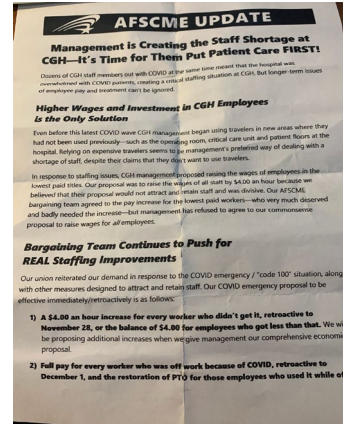 AFSCME UPDATE
Management is Creating the Staff Shortage at
CGH—It's Time for Them Put Patient Care FIRST!
Dozens of CGH staff members out with COVID at the same time meant that the hospital was
overwhelmed with COVID patients, creating a critical staffing situation at CGH, But longer-term issues
of employee pay and treatment can't be ignored.
Higher Wages and Investment in CGH Employees
is the Only Solution
Even before this latest COVID wave CGH management began using travelers in new areas where they
had not been used previously—such as the operating room, critical care unit and patient floors at the
hospital. Relying on expensive travelers seems to be management's preferred way of dealing with a
shortage of staff, despite their claims that they don't want to use travelers.
In response to staffing issues, CGH management proposed raising the wages of employees in the
lowest paid titles. Our proposal was to raise the wages of all staff by $4.00 an hour because we
believed that their proposal would not attract and retain staff and was divisive. Our AFSCME
bargaining team agreed to the pay increase for the lowest paid workers—who very much deserved
and badly needed the increase—but management has refused to agree to our commonsense
proposal to raise wages for all employees.
Bargaining Team Continues to Push for
REAL Staffing Improvements
Our union reiterated our demand in response to the COVID emergency / "code 100" situation, along
with other measures designed to attract and retain staff. Our COVID emergency proposal to be
effective immediately/retroactively is as follows:
1) A $4.00 an hour increase for every worker who didn't get it, retroactive to
November 28, or the balance of $4.00 for employees who got less than that. We wi
be proposing additional increases when we give management our comprehensive economi
proposal.
2) Full pay for every worker who was off work because of COVID, retroactive to
December 1, and the restoration of PTO for those employees who used it while of